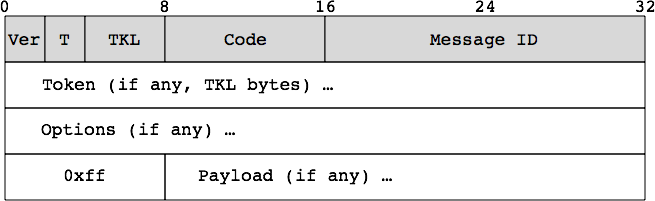 0 8 16 24 32
Ver T TKL Code Message ID
Token (if any, TKL bytes) …
Options (if any) …
0xff Payload (if any) …